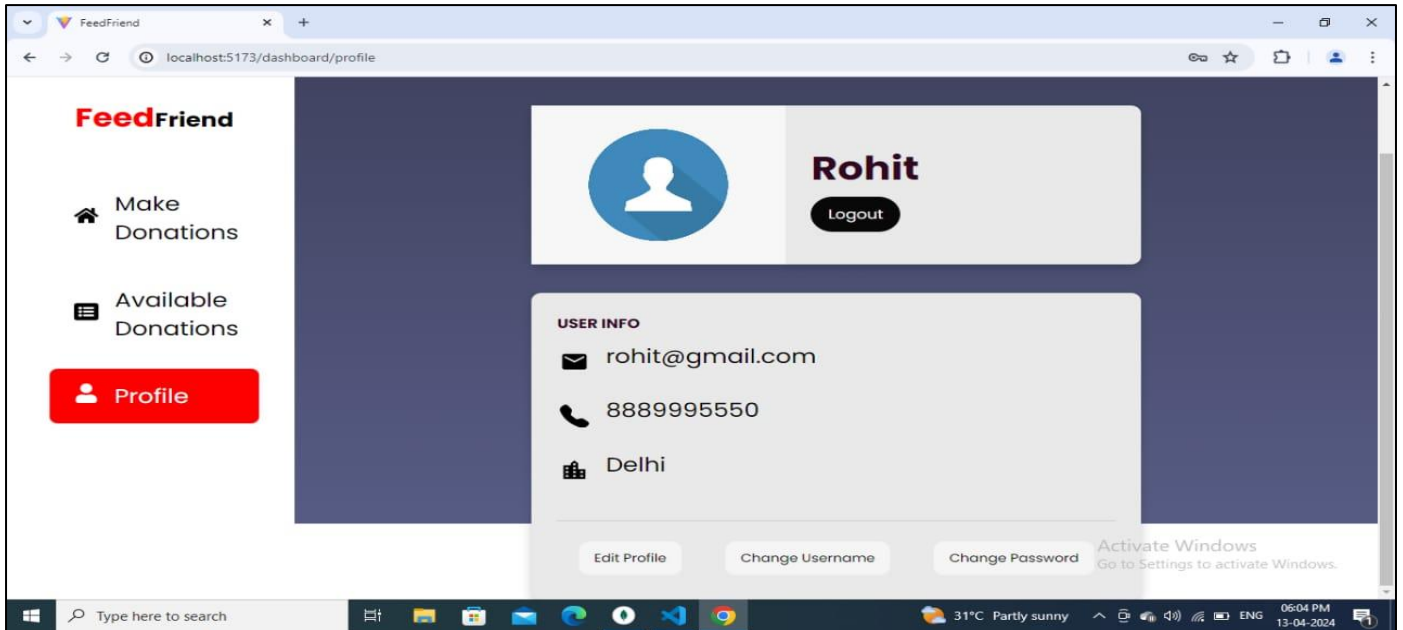 FeedFriend
localhost:5173/dashboard/profile
FeedFriend
Make
Donations
Available
Donations
Profile
Rohit
Logout
USER INFO
rohit@gmail.com
8889995550
Delhi
Edit Profile
Change Username
Change Password
Activate Windows
Go to Settings to activate Windows.
Type here to search
31°C Partly sunny
ENG
06:04 PM
13-04-2024
1